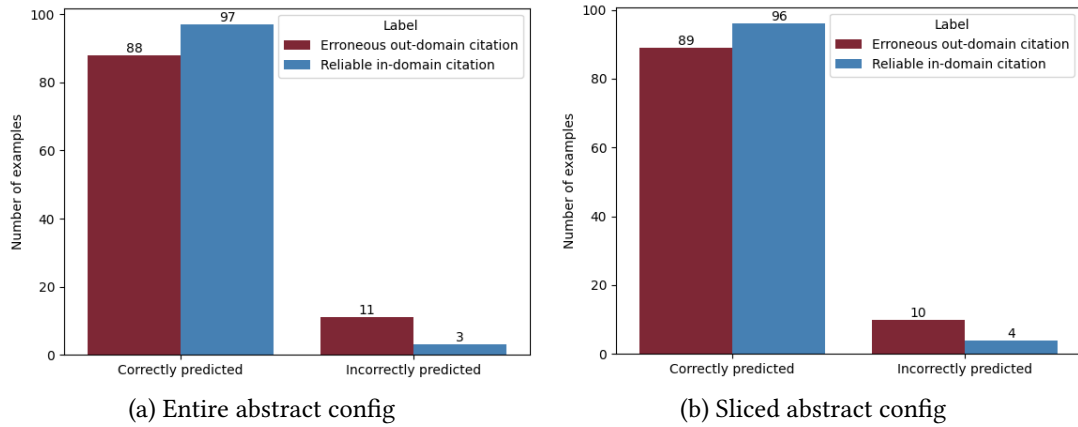 Number of examples
100
80
60
40
20
0
88
97
11
3
Label
Erroneous out-domain citation
Reliable in-domain citation
Correctly predicted
Incorrectly predicted
(a) Entire abstract config
Number of examples
100
80
60
40
20
0
89
96
10
4
Label
Erroneous out-domain citation
Reliable in-domain citation
Correctly predicted
Incorrectly predicted
(b) Sliced abstract config